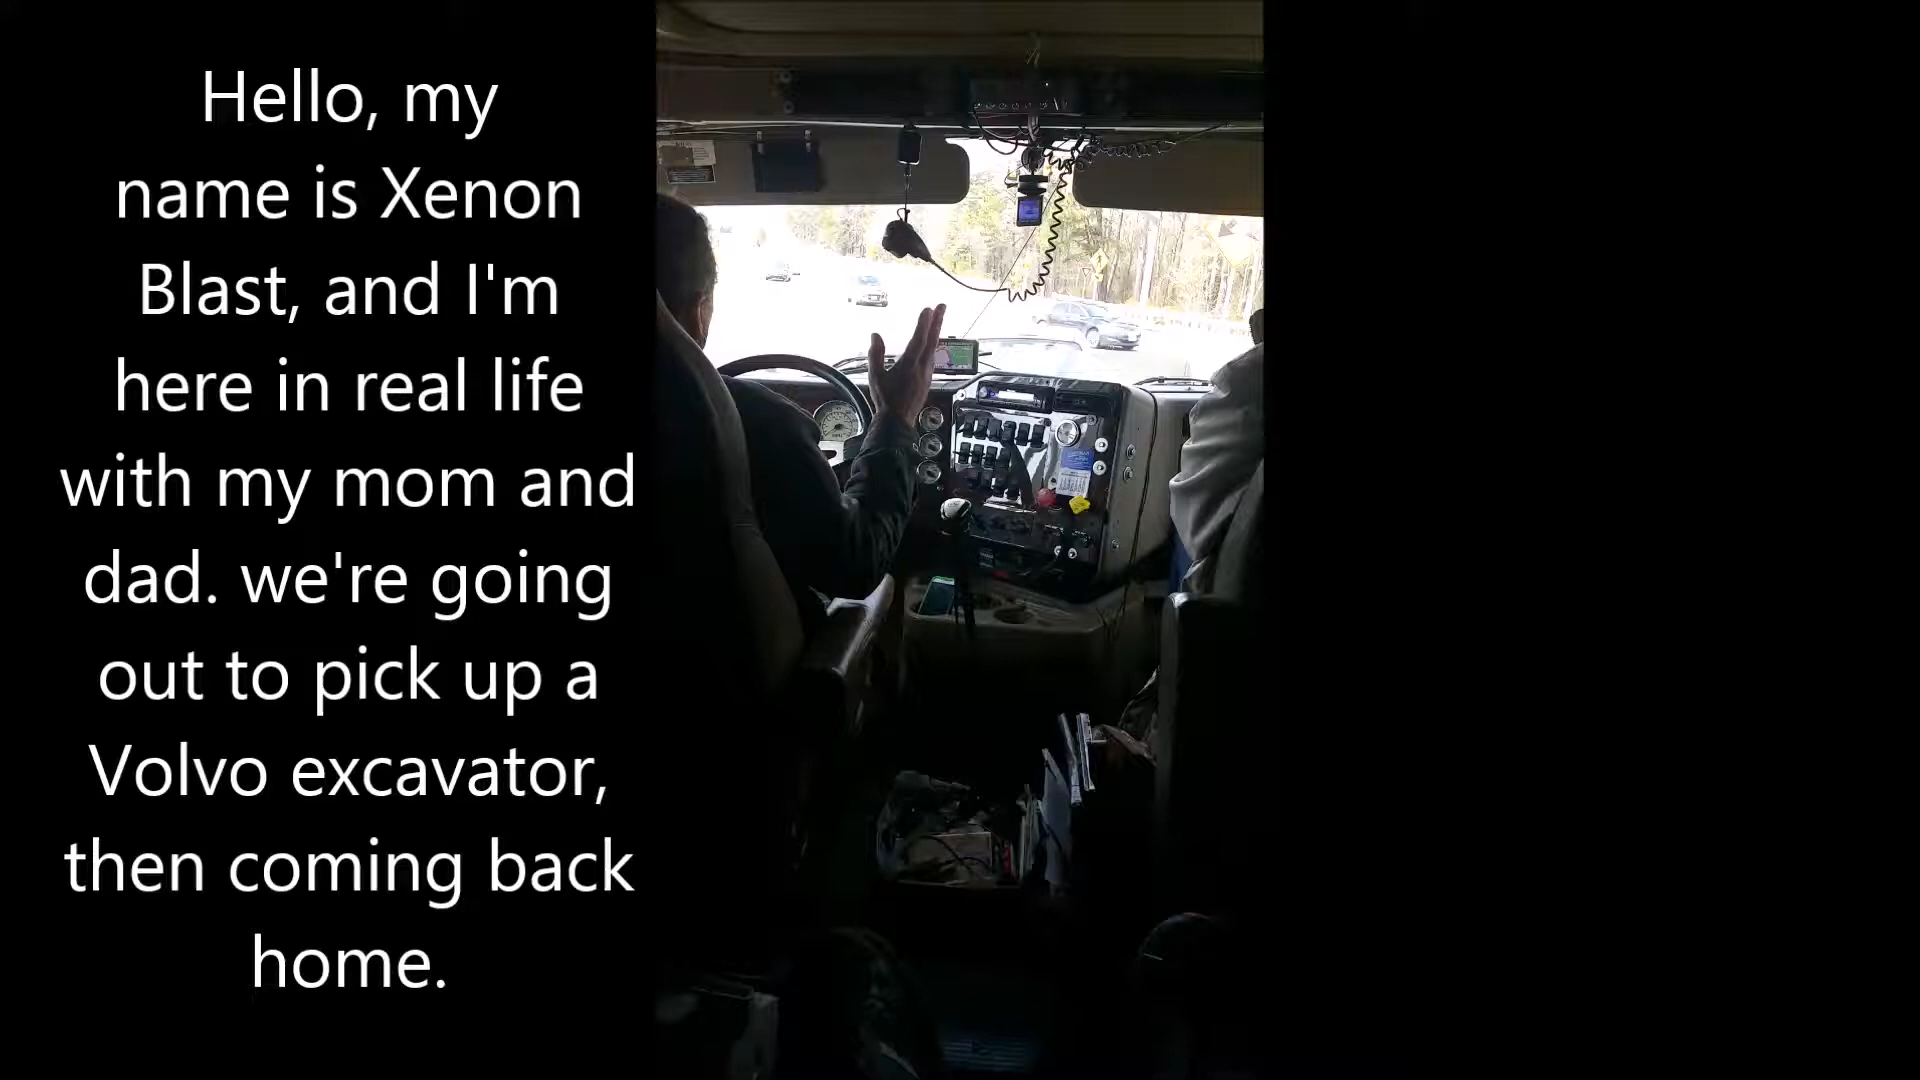 Hello, my
name is Xenon
Blast, and I'm
here in real life
with my mom and
dad. we're going
out to pick up a
Volvo excavator,
then coming back
home.